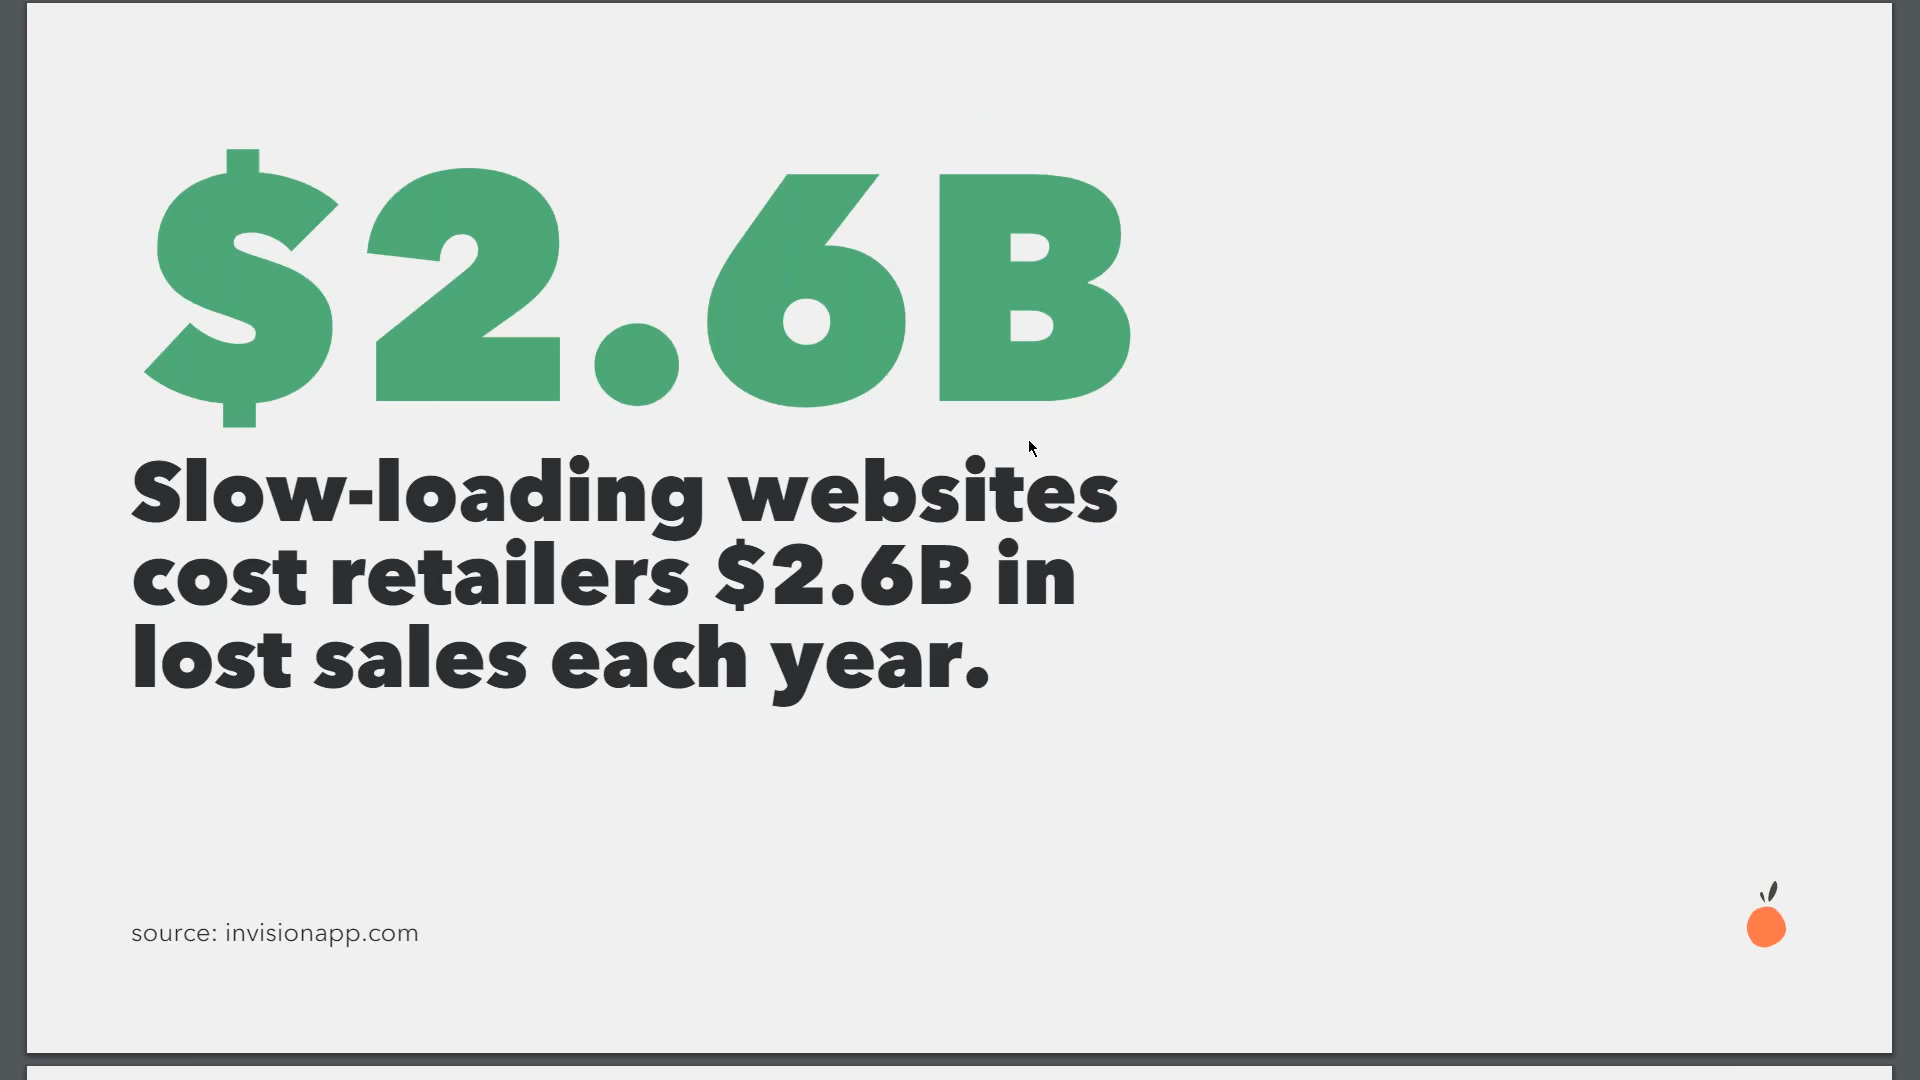 $2.6B
Slow-loading websites
cost retailers $2.6B in
lost sales each year.
source: invisionapp.com